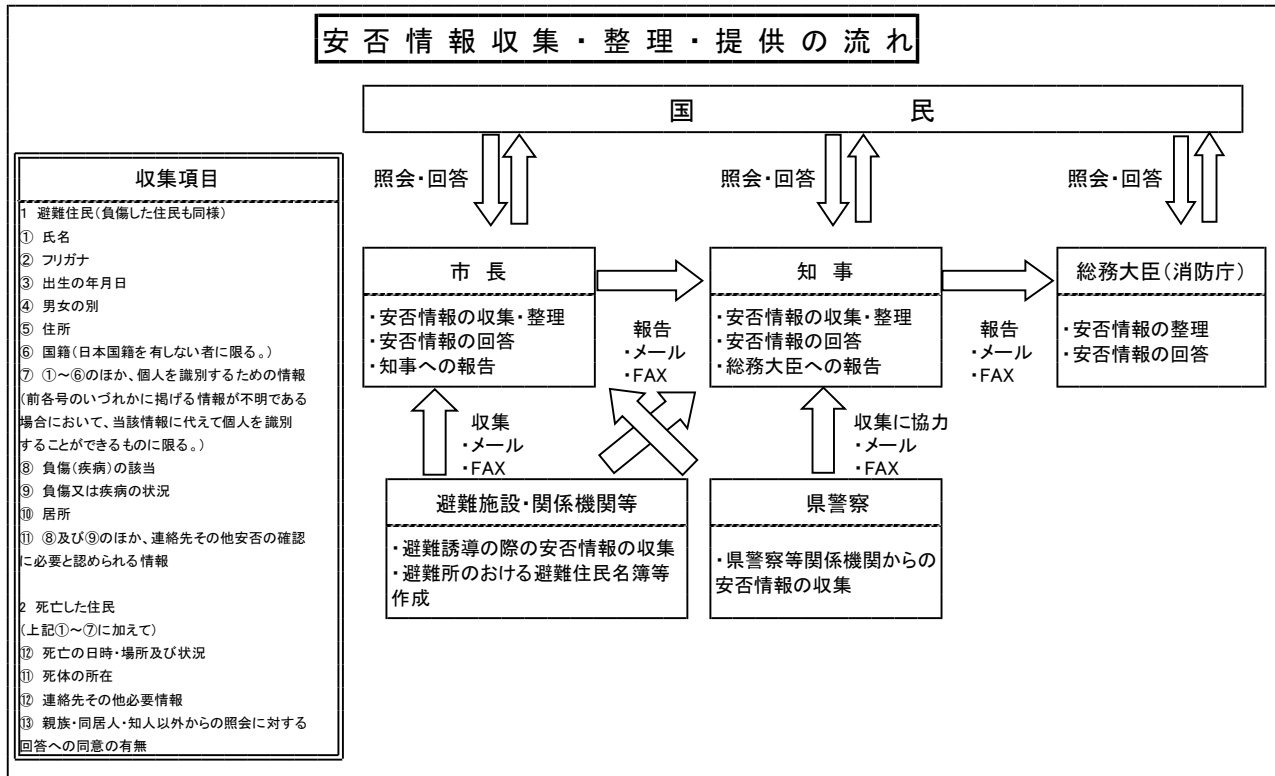 安否情報収集・整理・提供の流れ
国民
照会・回答
照会・回答
照会・回答
収集項目
1 避難住民(負傷した住民も同様)
① 氏名
② フリガナ
③ 出生の年月日
④ 男女の別
⑤ 住所
⑥ 国籍(日本国籍を有しない者に限る。)
⑦ ①～⑥のほか、個人を識別するための情報
(前各号のいづれかに掲げる情報が不明である
場合において、当該情報に代えて個人を識別
することができるものに限る。)
⑧ 負傷(疾病)の該当
⑨ 負傷又は疾病の状況
⑩ 居所
⑪ ⑧及び⑨のほか、連絡先その他安否の確認
に必要と認められる情報
2 死亡した住民
(上記①～⑦に加えて)
⑫ 死亡の日時・場所及び状況
⑪ 死体の所在
⑫ 連絡先その他必要情報
⑬ 親族・同居人・知人以外からの照会に対する
回答への同意の有無
市長
・安否情報の収集・整理
・安否情報の回答
・知事への報告
報告
・メール
・FAX
知事
・安否情報の収集・整理
・安否情報の回答
・総務大臣への報告
報告
・メール
・FAX
総務大臣(消防庁)
・安否情報の整理
・安否情報の回答
収集
・メール
・FAX
収集に協力
・メール
・FAX
避難施設・関係機関等
・避難誘導の際の安否情報の収集
・避難所のおける避難住民名簿等
作成
県警察
・県警察等関係機関からの
安否情報の収集